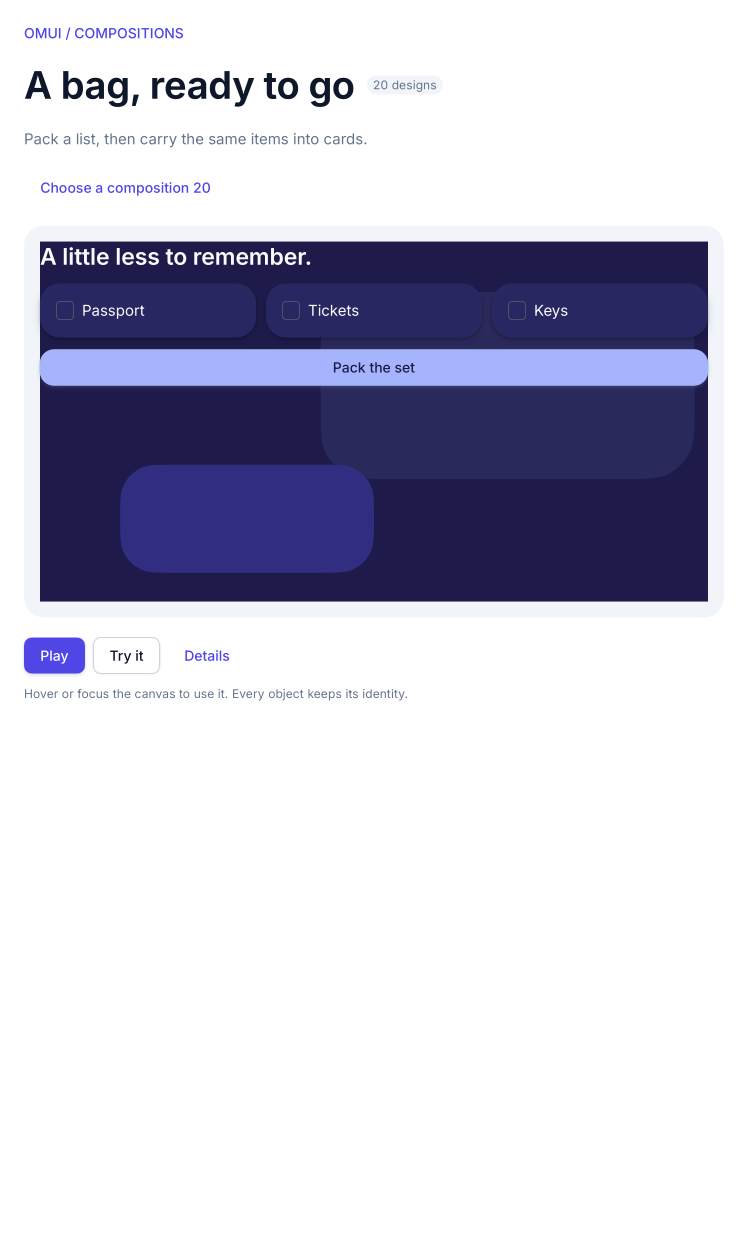 OMUI / COMPOSITIONS
A bag, ready to go 20 designs
Pack a list, then carry the same items into cards.
Choose a composition 20
A little less to remember.
Passport Tickets Keys
Pack the set
Play Try it Details
Hover or focus the canvas to use it. Every object keeps its identity.